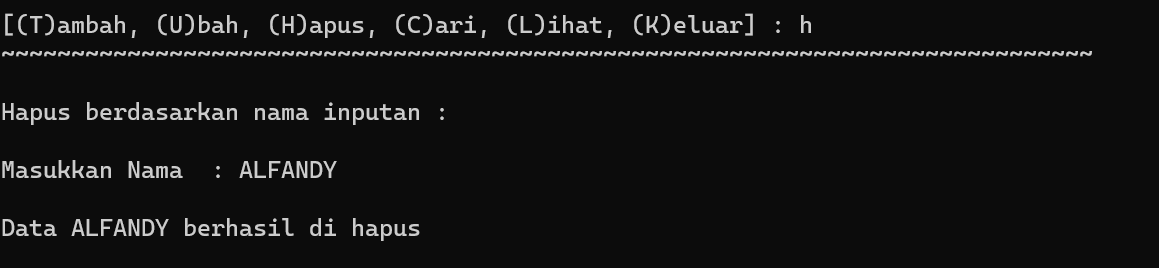 [(T)ambah, (U)bah, (H)apus, (C)ari, (L)ihat, (K)eluar] : h
~~~~~~~~~~~~~~~~~~~~~~~~~~~~~~~~~~~~~~~~~~~~~~~~~~~~~~~~~~~~~~~~~~~~~~~~~~~~~~
Hapus berdasarkan nama inputan :
Masukkan Nama  : ALFANDY
Data ALFANDY berhasil di hapus